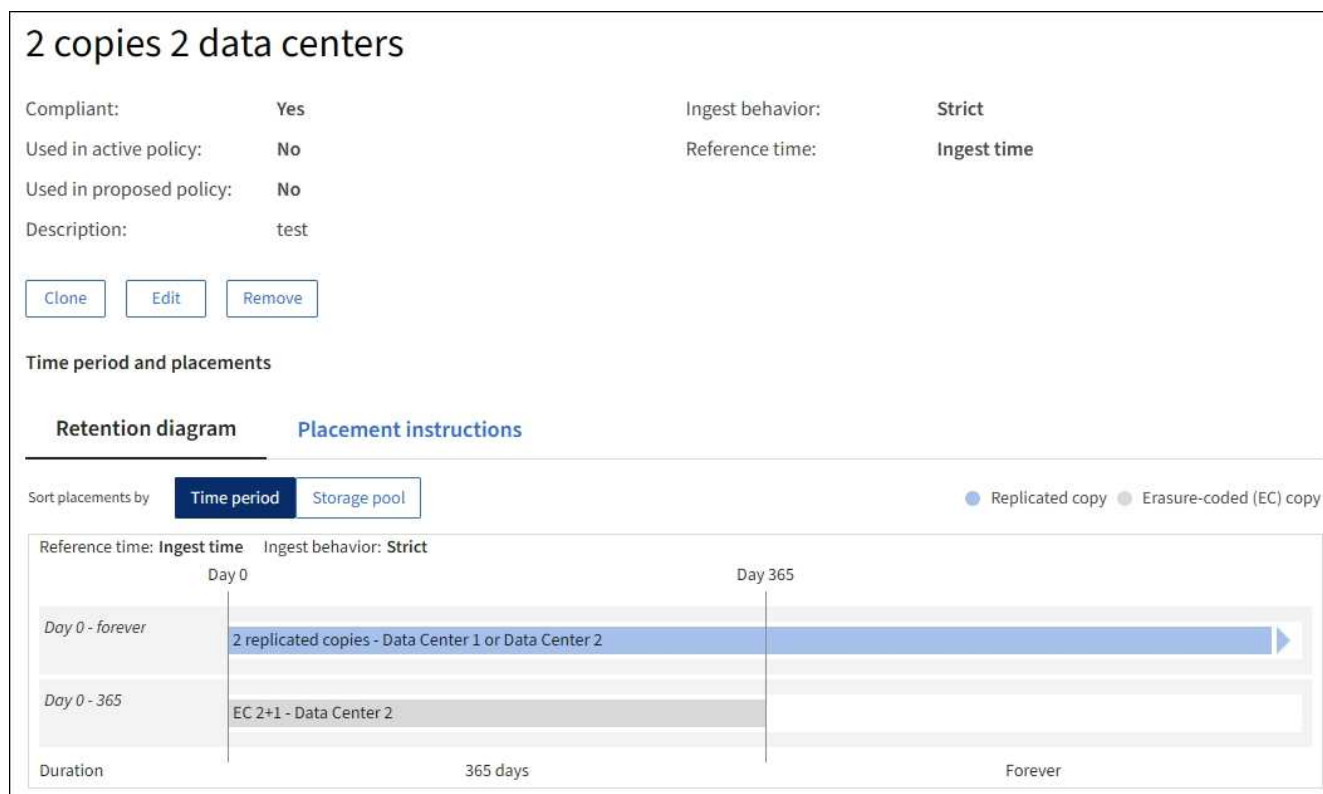 2 copies 2 data centers
Compliant: Yes Ingest behavior: Strict
Used in active policy: No Reference time: Ingest time
Used in proposed policy: No
Description: test
Clone Edit Remove
Time period and placements
Retention diagram Placement instructions
Sort placements by Time period Storage pool Replicated copy Erasure-coded (EC) copy
Reference time: Ingest time Ingest behavior: Strict
Day 0 Day 365
Day 0 - forever 2 replicated copies - Data Center 1 or Data Center 2
Day 0 - 365 EC 2+1 - Data Center 2
Duration 365 days Forever